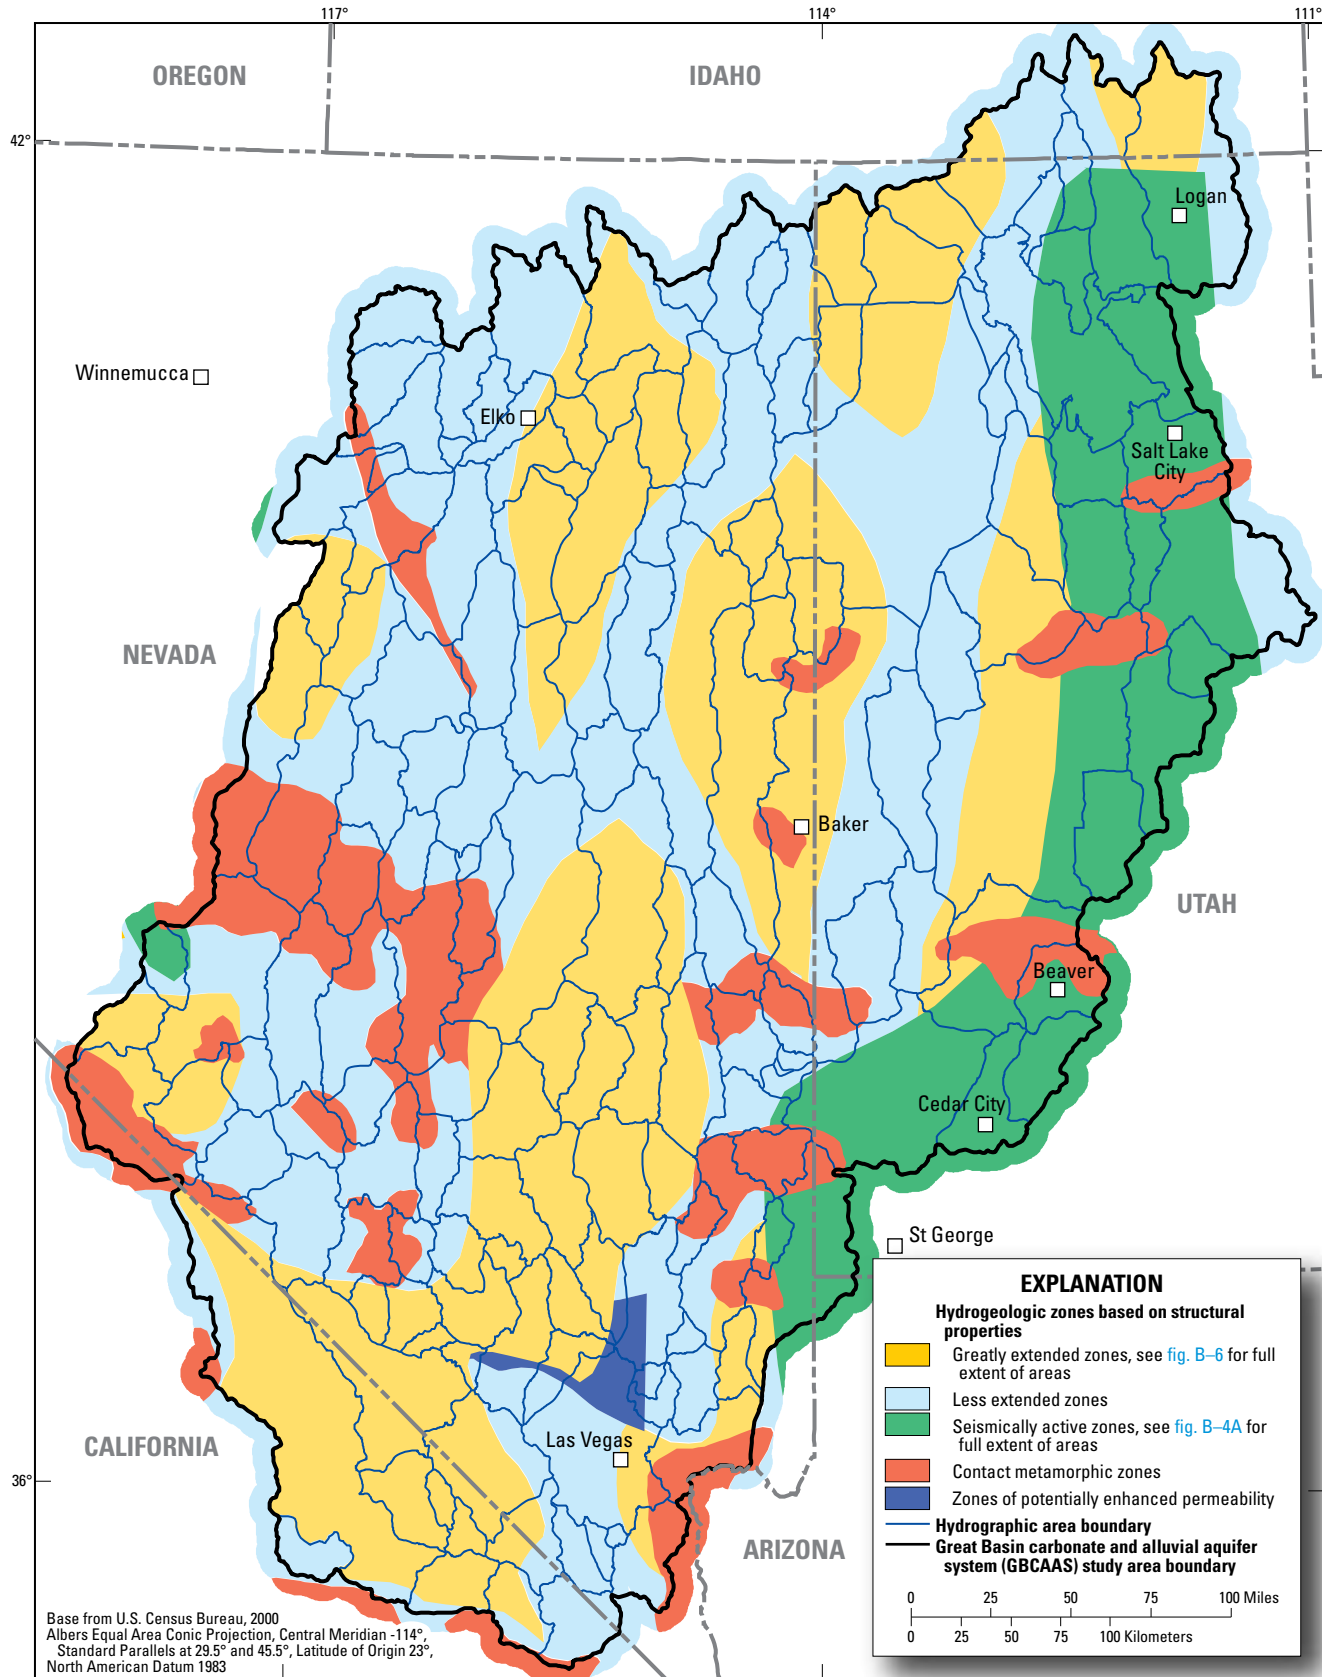 117°
114°
111°
OREGON
IDAHO
42°
Logan
Winnemucca
Elko
Salt Lake
City
NEVADA
Baker
UTAH
Beaver
Cedar City
St George
CALIFORNIA
Las Vegas
36°
ARIZONA
EXPLANATION
Hydrogeologic zones based on structural
properties
Greatly extended zones, see fig. B–6 for full
extent of areas
Less extended zones
Seismically active zones, see fig. B–4A for
full extent of areas
Contact metamorphic zones
Zones of potentially enhanced permeability
Hydrographic area boundary
Great Basin carbonate and alluvial aquifer
system (GBCAAS) study area boundary
0 25 50 75 100 Miles
0 25 50 75 100 Kilometers
Base from U.S. Census Bureau, 2000
Albers Equal Area Conic Projection, Central Meridian -114°,
Standard Parallels at 29.5° and 45.5°, Latitude of Origin 23°,
North American Datum 1983